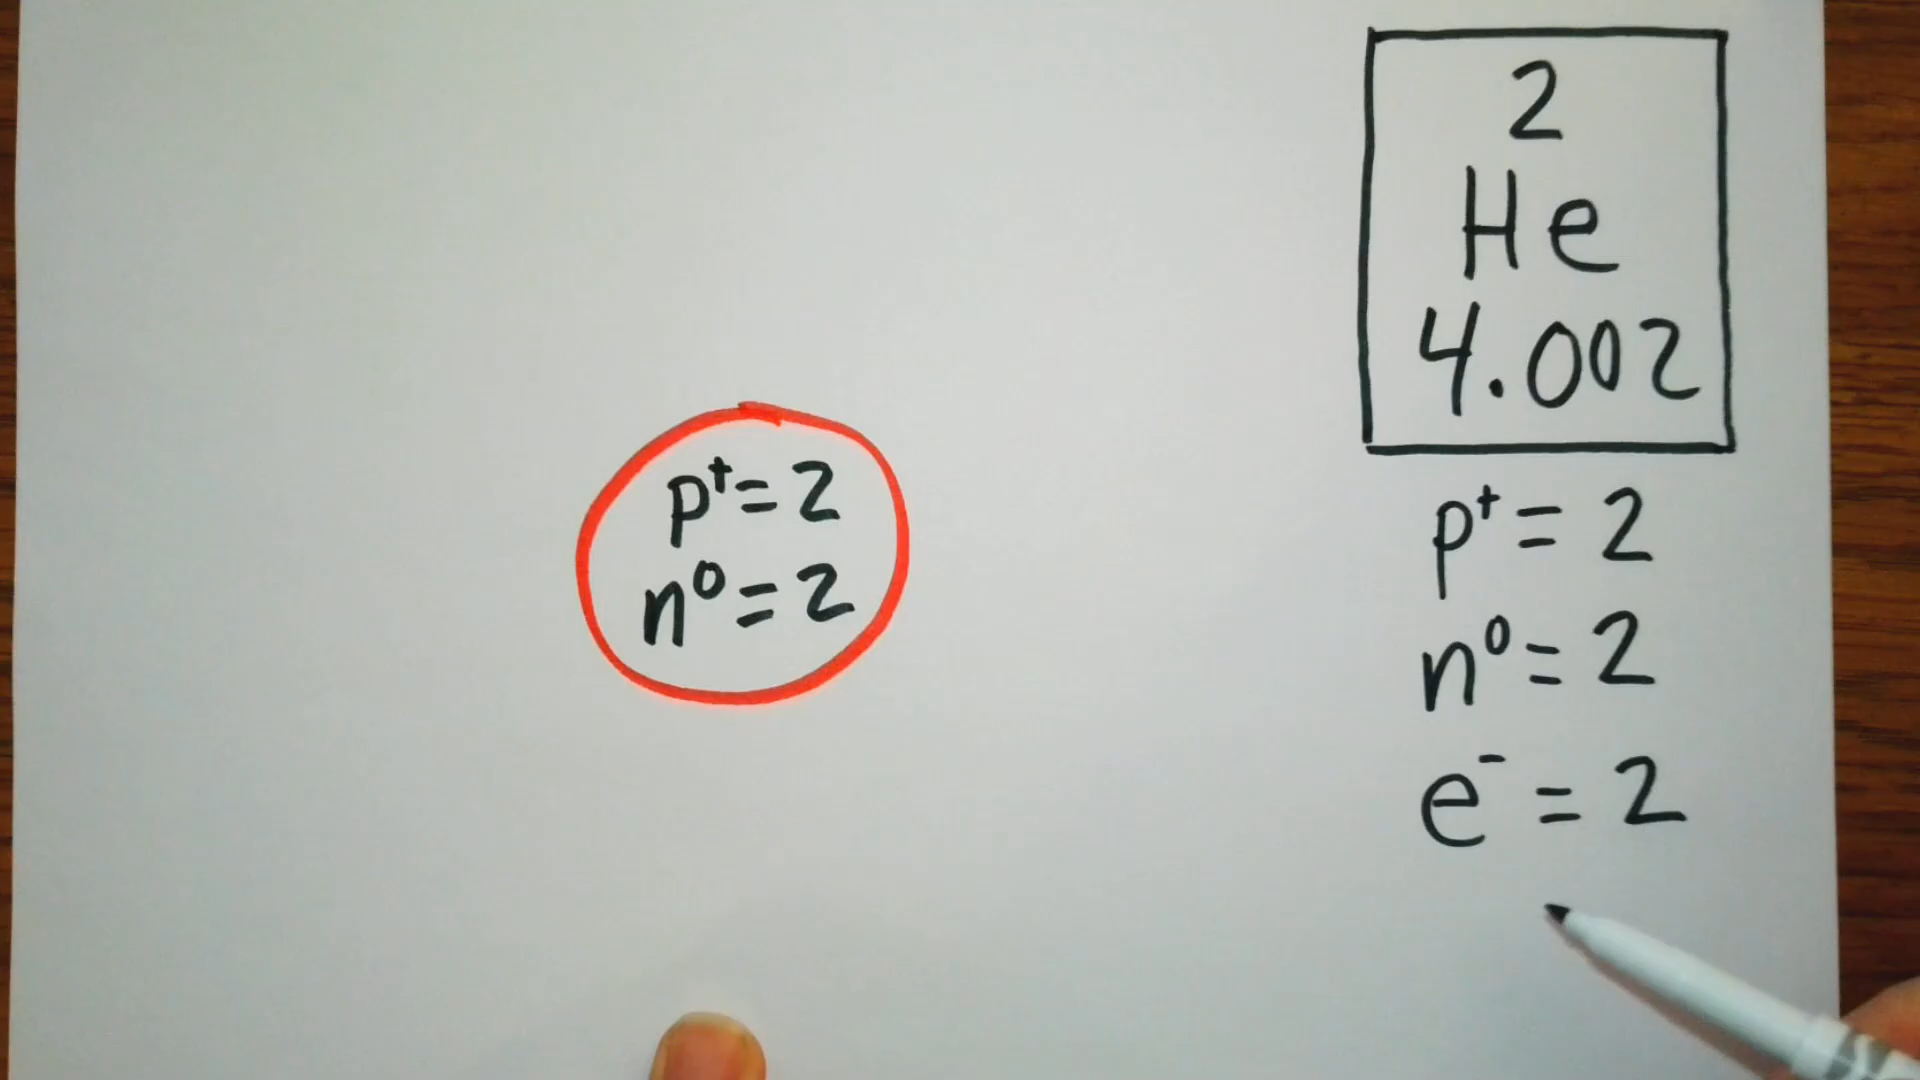 2
He
4.002
p⁺= 2
n⁰= 2
p⁺= 2
n⁰= 2
e⁻ = 2